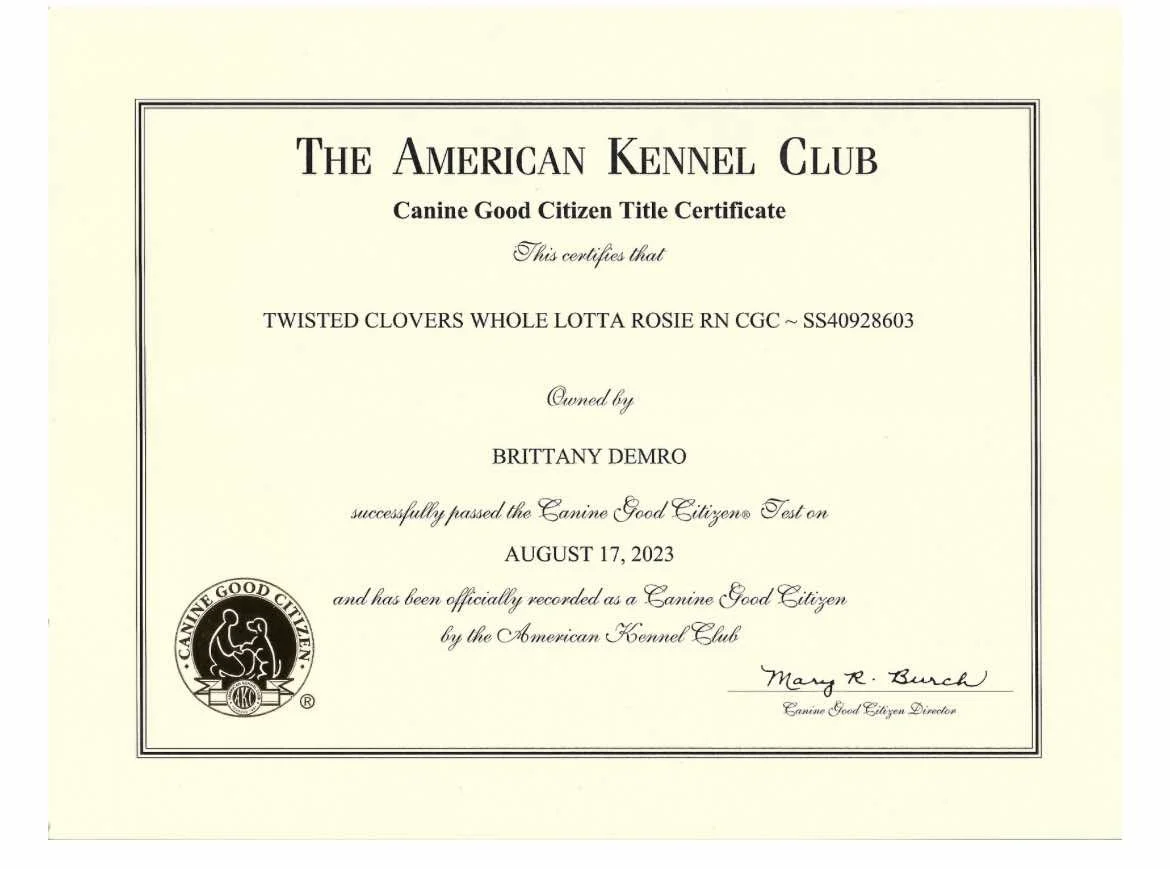 THE AMERICAN KENNEL CLUB
Canine Good Citizen Title Certificate
This certifies that
TWISTED CLOVERS WHOLE LOTTA ROSIE RN CGC ~ SS40928603
Owned by
BRITTANY DEMRO
successfully passed the Canine Good Citizen® Test on
AUGUST 17, 2023
and has been officially recorded as a Canine Good Citizen
by the American Kennel Club
· CANINE GOOD CITIZEN ·
AKC
®
Mary R. Burch
Canine Good Citizen Director